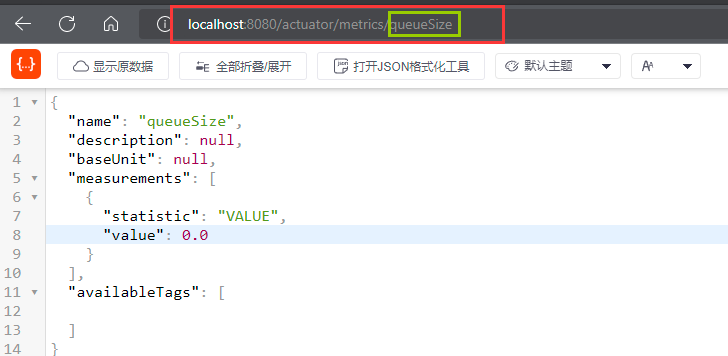 localhost:8080/actuator/metrics/queueSize
{..} 显示原数据 全部折叠/展开 JSON 打开JSON格式化工具 默认主题 AA
1 {
2 "name": "queueSize",
3 "description": null,
4 "baseUnit": null,
5 "measurements": [
6 {
7 "statistic": "VALUE",
8 "value": 0.0
9 }
10 ],
11 "availableTags": [
12
13 ]
14 }